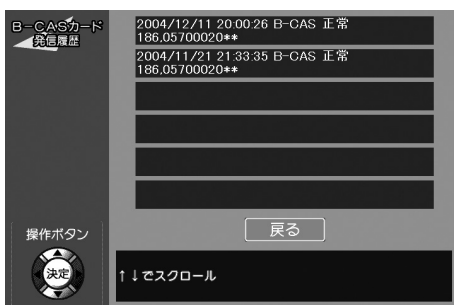 B-CASカード
発信履歴
2004/12/11 20:00:26 B-CAS 正常
186,05700020**
2004/11/21 21:33:35 B-CAS 正常
186,05700020**
戻る
操作ボタン
決定
↑↓でスクロール